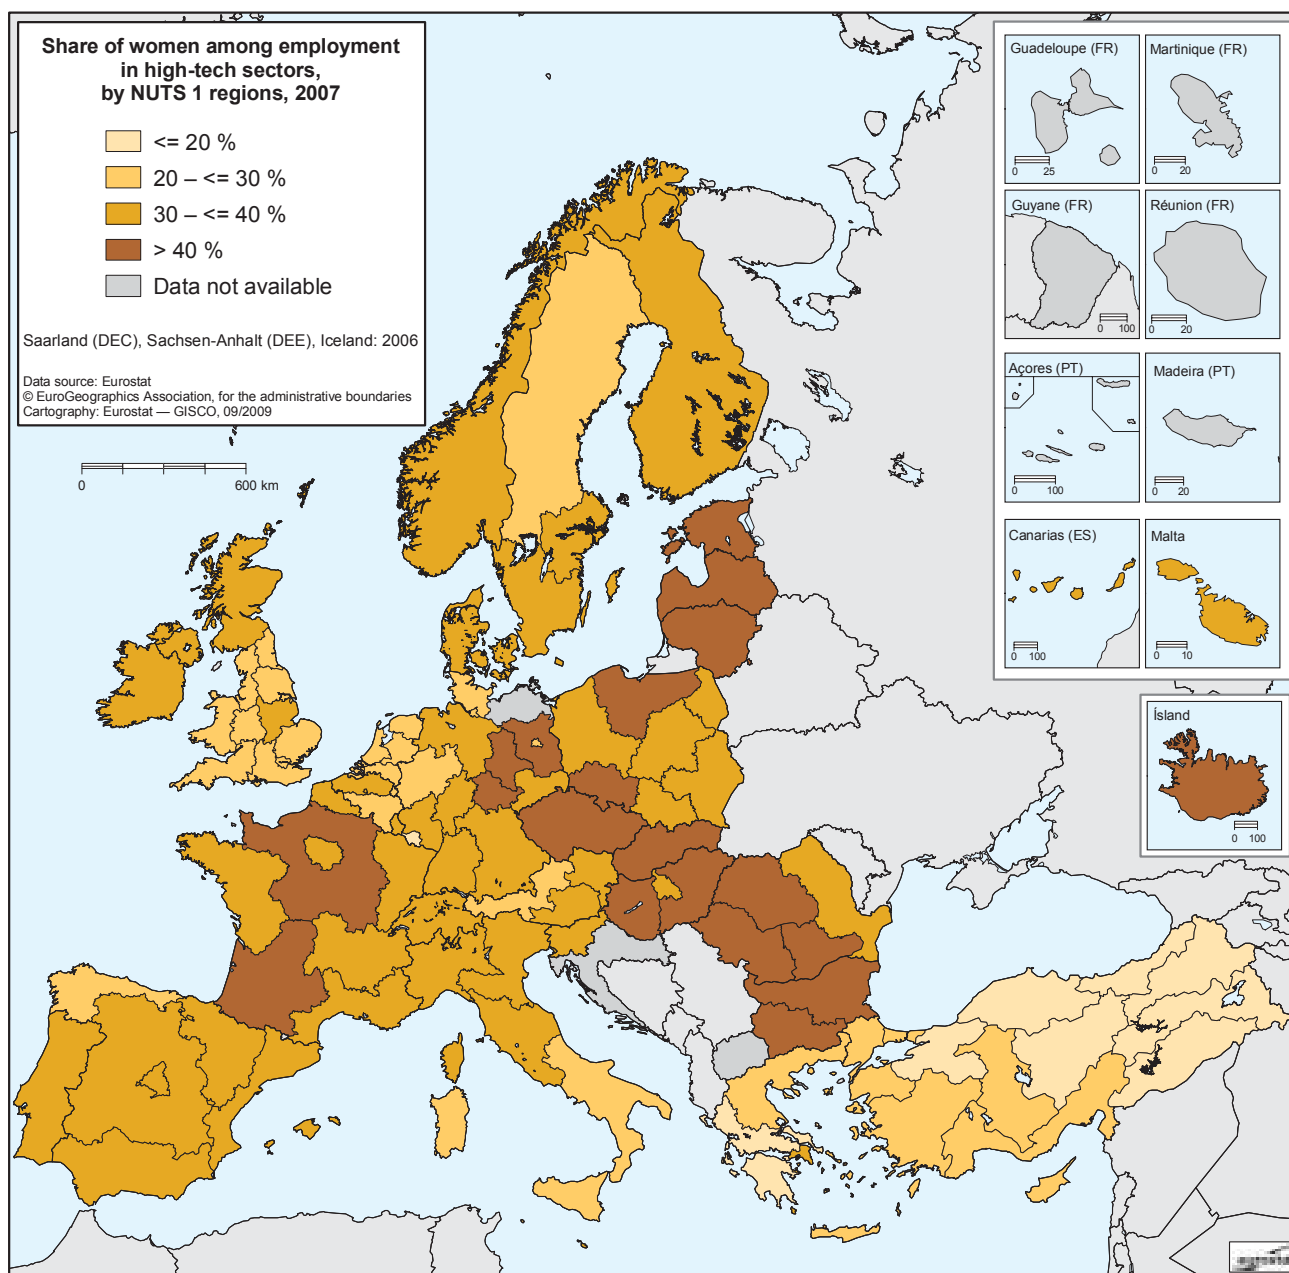 Share of women among employment
in high-tech sectors,
by NUTS 1 regions, 2007
<= 20 %
20 – <= 30 %
30 – <= 40 %
> 40 %
Data not available
Saarland (DEC), Sachsen-Anhalt (DEE), Iceland: 2006
Data source: Eurostat
© EuroGeographics Association, for the administrative boundaries
Cartography: Eurostat — GISCO, 09/2009
0 600 km
Guadeloupe (FR)
0 25
Martinique (FR)
0 20
Guyane (FR)
0 100
Réunion (FR)
0 20
Açores (PT)
0 100
Madeira (PT)
0 20
Canarias (ES)
0 100
Malta
0 10
Ísland
0 100